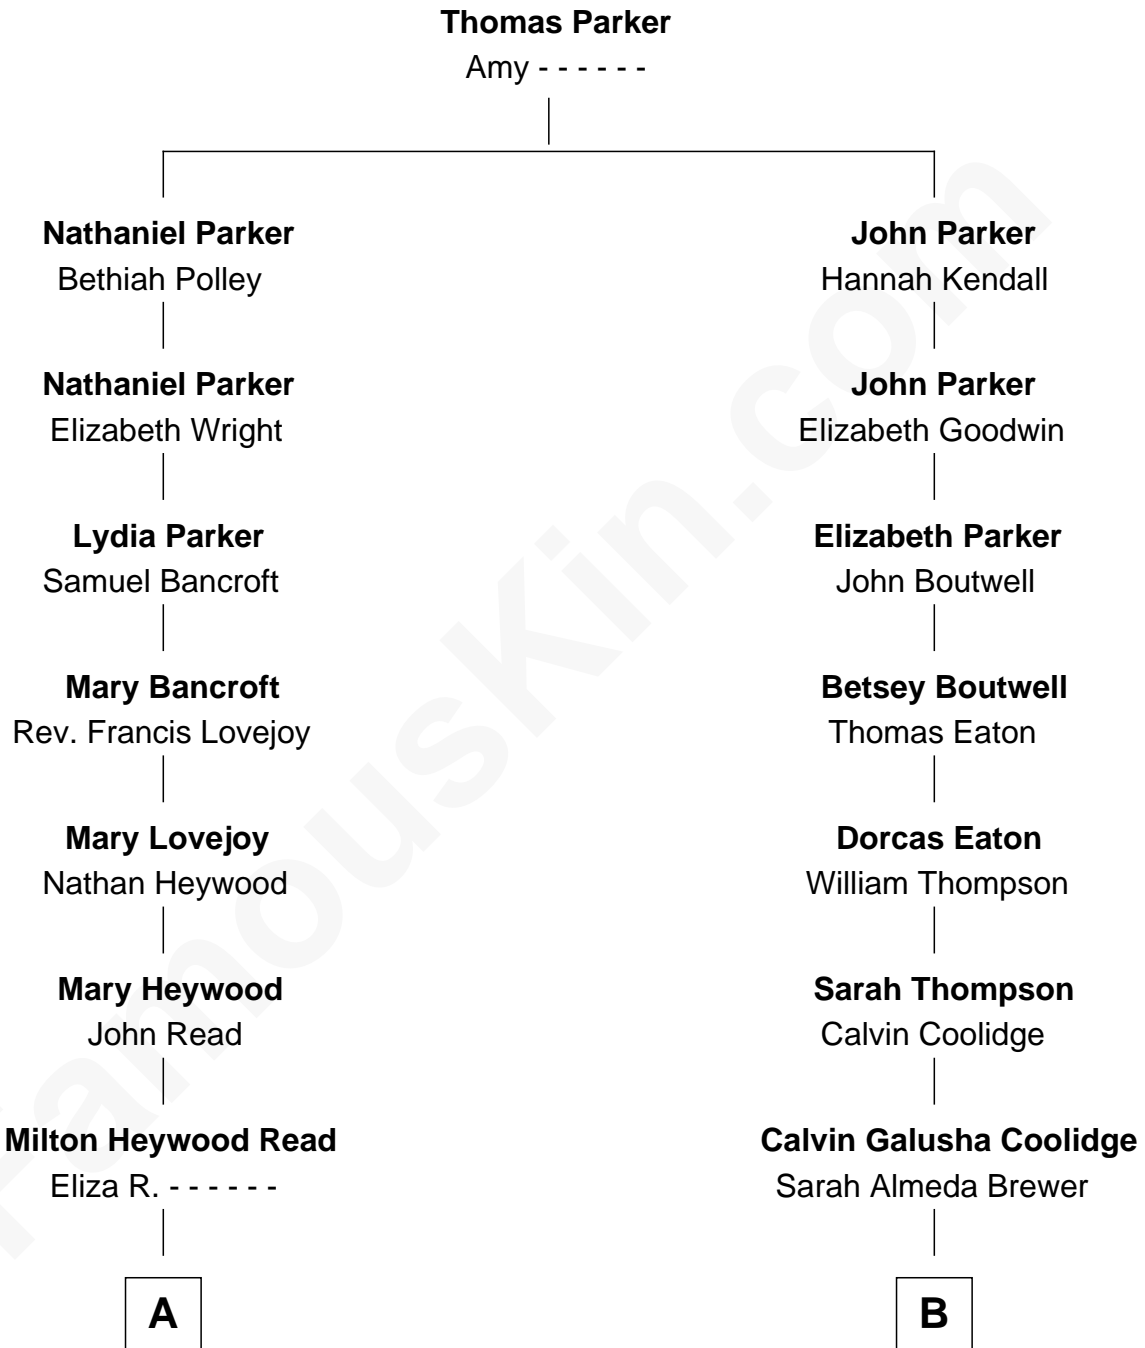 Thomas Parker
Amy - - - - - -
Nathaniel Parker
Bethiah Polley
John Parker
Hannah Kendall
Nathaniel Parker
Elizabeth Wright
John Parker
Elizabeth Goodwin
Lydia Parker
Samuel Bancroft
Elizabeth Parker
John Boutwell
Mary Bancroft
Rev. Francis Lovejoy
Betsey Boutwell
Thomas Eaton
Mary Lovejoy
Nathan Heywood
Dorcas Eaton
William Thompson
Mary Heywood
John Read
Sarah Thompson
Calvin Coolidge
Milton Heywood Read
Eliza R. - - - - - -
Calvin Galusha Coolidge
Sarah Almeda Brewer
A
B
FamousKin.com